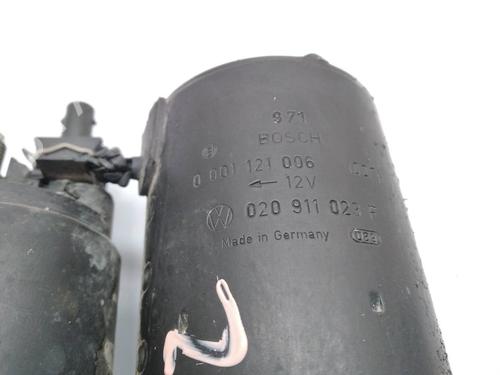 971
BOSCH
0 001 121 006
12V
020 911 023 F
Made in Germany